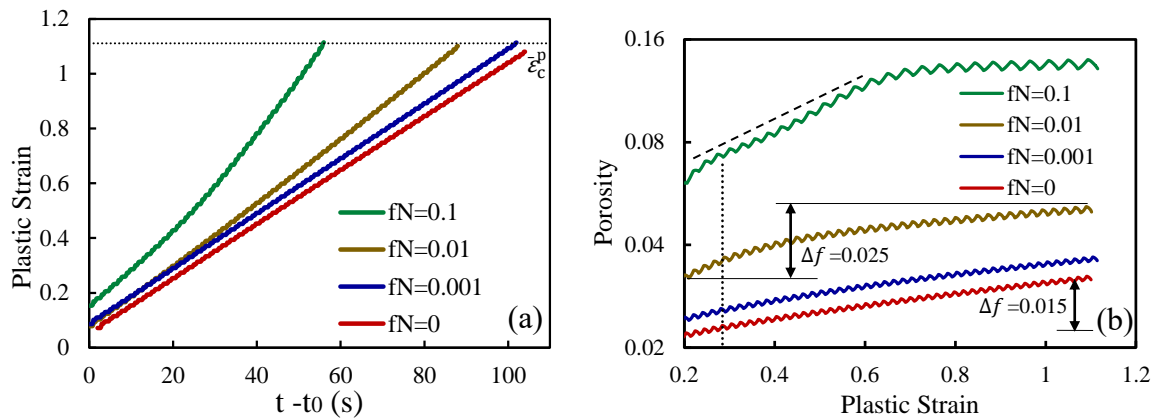 1.2
1
0.8
0.6
0.4
0.2
0
Plastic Strain
0 20 40 60 80 100
t -t0 (s)
ε̄cᵖ
fN=0.1
fN=0.01
fN=0.001
fN=0
(a)
0.16
0.08
0.04
0.02
Porosity
0.2 0.4 0.6 0.8 1 1.2
Plastic Strain
fN=0.1
fN=0.01
fN=0.001
fN=0
Δf=0.025
Δf=0.015
(b)